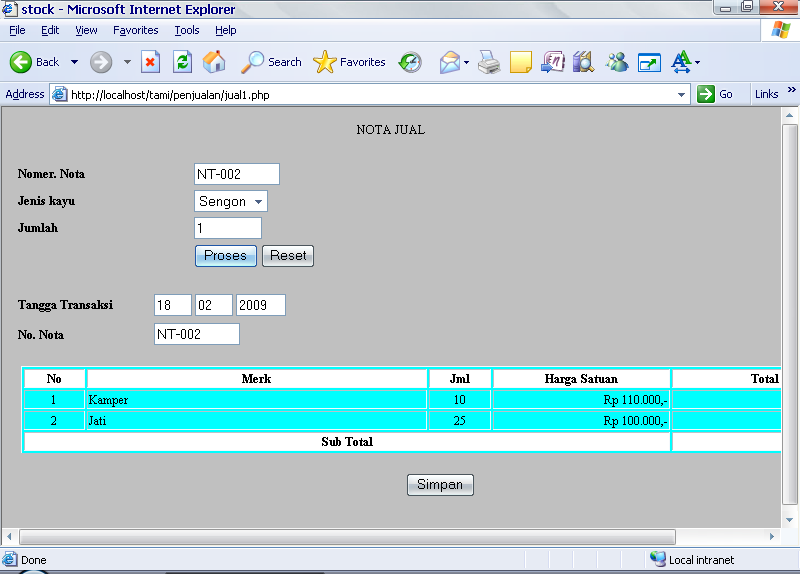 stock - Microsoft Internet Explorer
File Edit View Favorites Tools Help
Back Search Favorites
Address http://localhost/tami/penjualan/jual1.php Go Links »
NOTA JUAL
Nomer. Nota NT-002
Jenis kayu Sengon
Jumlah 1
Proses Reset
Tangga Transaksi 18 02 2009
No. Nota NT-002
No Merk Jml Harga Satuan Total
1 Kamper 10 Rp 110.000,-
2 Jati 25 Rp 100.000,-
Sub Total
Simpan
Done Local intranet